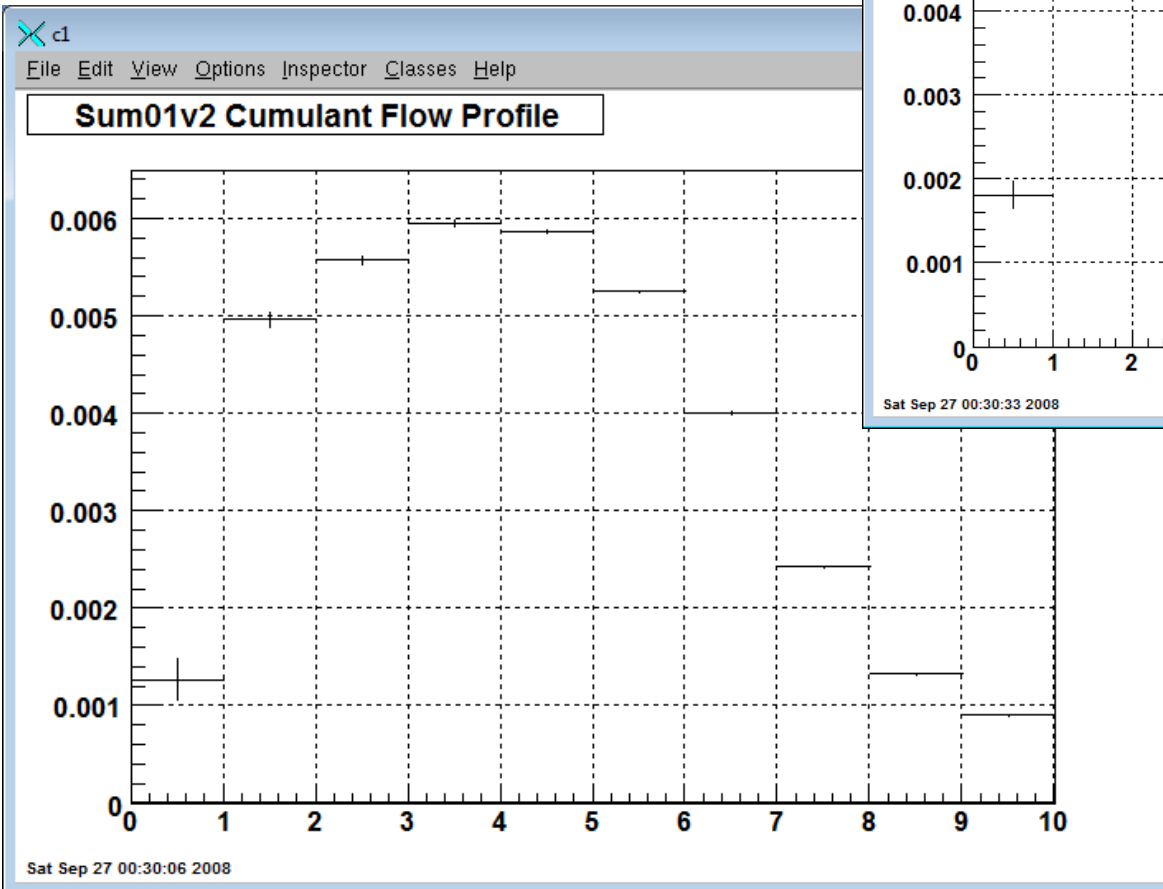 c1
File Edit View Options Inspector Classes Help
Sum01v2 Cumulant Flow Profile
0.006
0.005
0.004
0.003
0.002
0.001
0
0 1 2 3 4 5 6 7 8 9 10
Sat Sep 27 00:30:06 2008
0.004
0.003
0.002
0.001
0
0 1 2
Sat Sep 27 00:30:33 2008